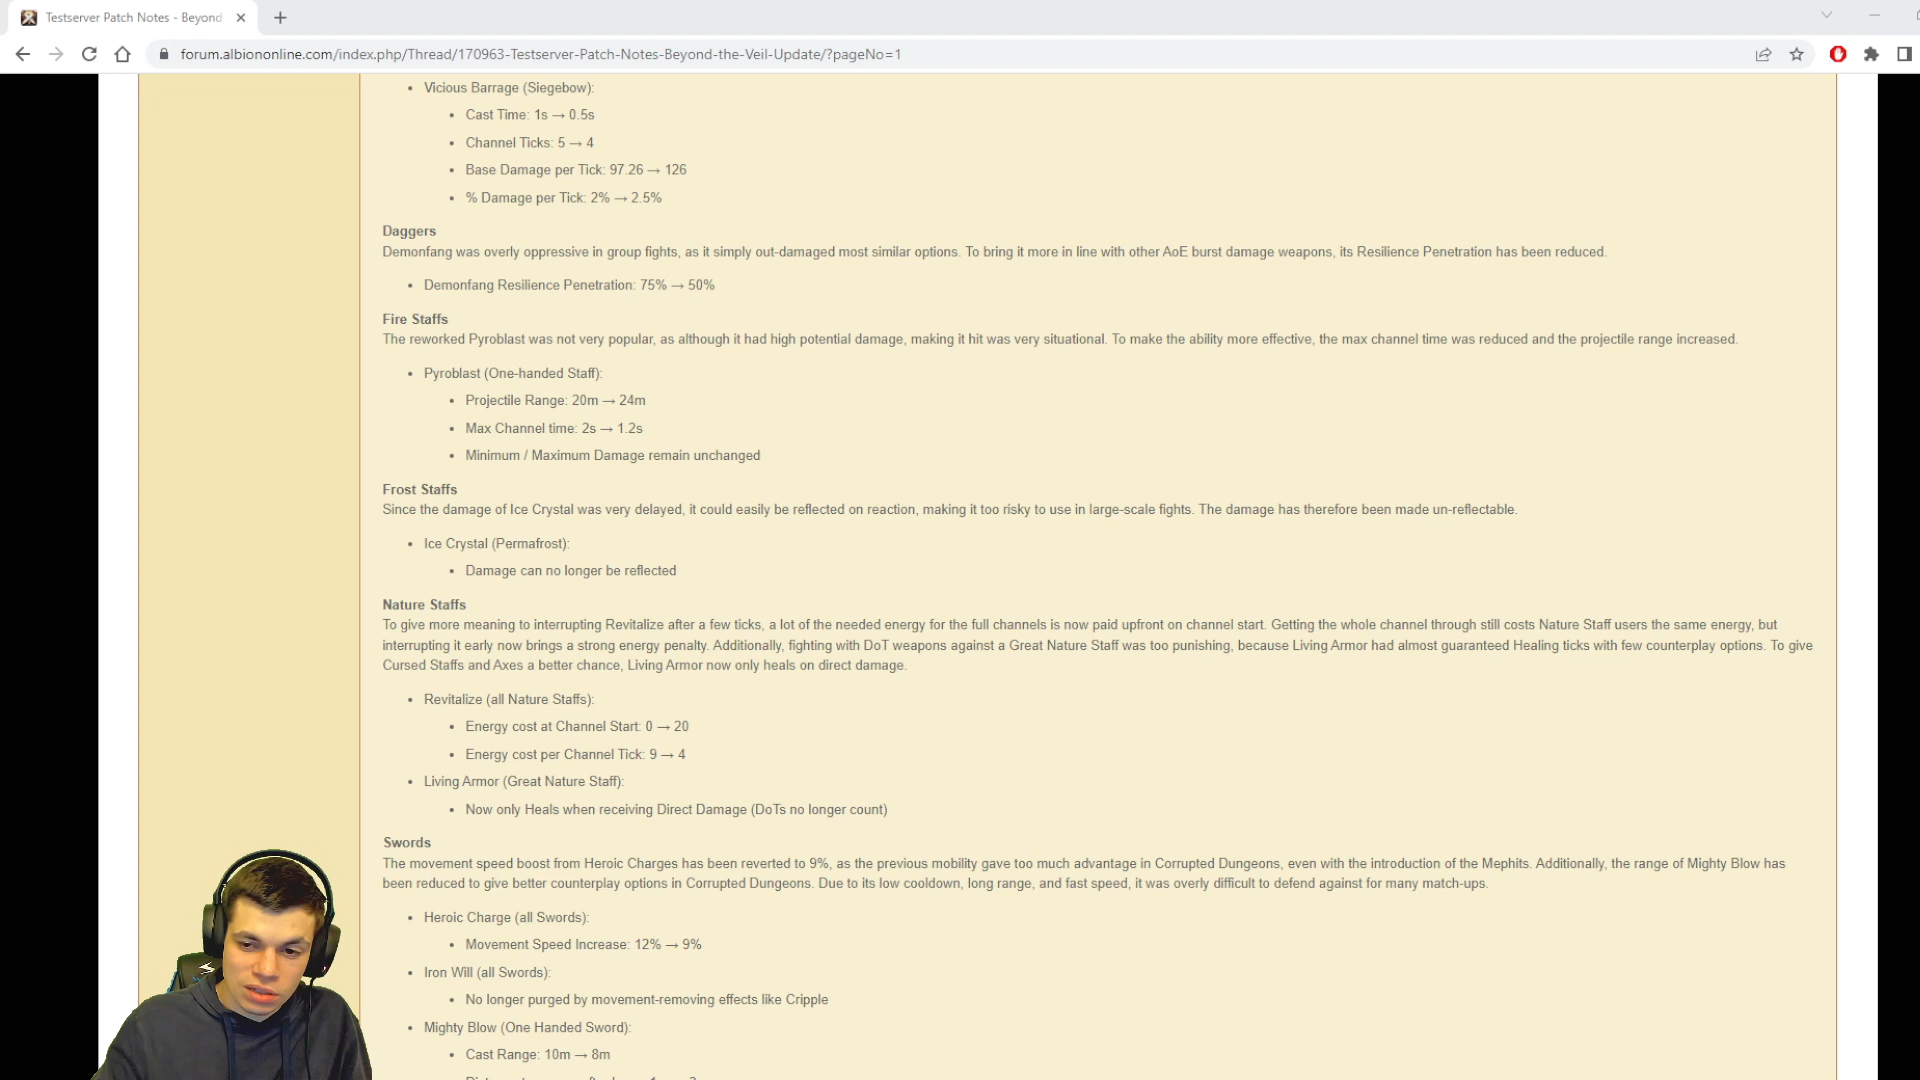 Testserver Patch Notes - Beyond
forum.albiononline.com/index.php/Thread/170963-Testserver-Patch-Notes-Beyond-the-Veil-Update/?pageNo=1
• Vicious Barrage (Siegebow):
• Cast Time: 1s → 0.5s
• Channel Ticks: 5 → 4
• Base Damage per Tick: 97.26 → 126
• % Damage per Tick: 2% → 2.5%
Daggers
Demonfang was overly oppressive in group fights, as it simply out-damaged most similar options. To bring it more in line with other AoE burst damage weapons, its Resilience Penetration has been reduced.
• Demonfang Resilience Penetration: 75% → 50%
Fire Staffs
The reworked Pyroblast was not very popular, as although it had high potential damage, making it hit was very situational. To make the ability more effective, the max channel time was reduced and the projectile range increased.
• Pyroblast (One-handed Staff):
• Projectile Range: 20m → 24m
• Max Channel time: 2s → 1.2s
• Minimum / Maximum Damage remain unchanged
Frost Staffs
Since the damage of Ice Crystal was very delayed, it could easily be reflected on reaction, making it too risky to use in large-scale fights. The damage has therefore been made un-reflectable.
• Ice Crystal (Permafrost):
• Damage can no longer be reflected
Nature Staffs
To give more meaning to interrupting Revitalize after a few ticks, a lot of the needed energy for the full channels is now paid upfront on channel start. Getting the whole channel through still costs Nature Staff users the same energy, but
interrupting it early now brings a strong energy penalty. Additionally, fighting with DoT weapons against a Great Nature Staff was too punishing, because Living Armor had almost guaranteed Healing ticks with few counterplay options. To give
Cursed Staffs and Axes a better chance, Living Armor now only heals on direct damage.
• Revitalize (all Nature Staffs):
• Energy cost at Channel Start: 0 → 20
• Energy cost per Channel Tick: 9 → 4
• Living Armor (Great Nature Staff):
• Now only Heals when receiving Direct Damage (DoTs no longer count)
Swords
The movement speed boost from Heroic Charges has been reverted to 9%, as the previous mobility gave too much advantage in Corrupted Dungeons, even with the introduction of the Mephits. Additionally, the range of Mighty Blow has
been reduced to give better counterplay options in Corrupted Dungeons. Due to its low cooldown, long range, and fast speed, it was overly difficult to defend against for many match-ups.
• Heroic Charge (all Swords):
• Movement Speed Increase: 12% → 9%
• Iron Will (all Swords):
• No longer purged by movement-removing effects like Cripple
• Mighty Blow (One Handed Sword):
• Cast Range: 10m → 8m